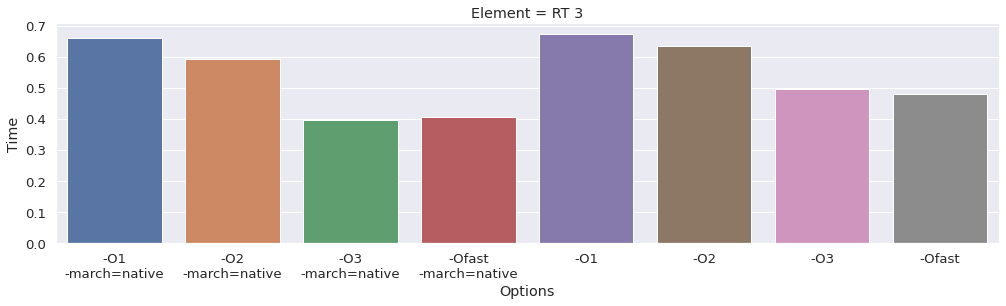 Element = RT 3
0.7
0.6
0.5
0.4
0.3
0.2
0.1
0.0
Time
-O1
-march=native
-O2
-march=native
-O3
-march=native
-Ofast
-march=native
-O1
-O2
-O3
-Ofast
Options